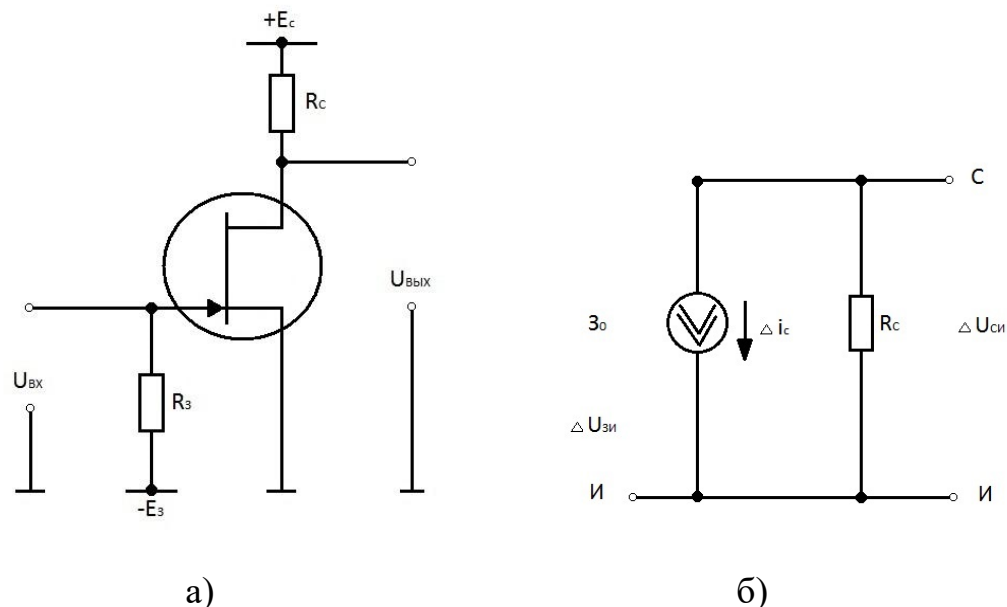 +Eс
Rс
Uвых
Uвх
Rз
-Eз
а)
С
Зо
△ iс
Rс
△ Uси
△ Uзи
И
И
б)